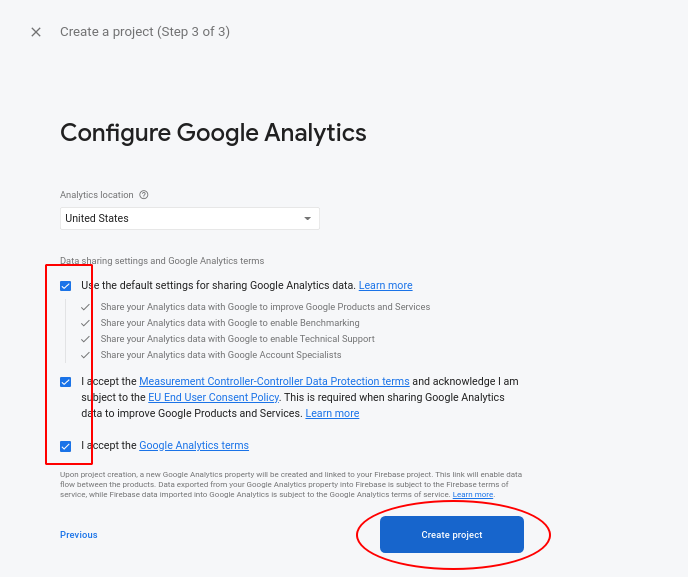 Create a project (Step 3 of 3)
Configure Google Analytics
Analytics location
United States
Data sharing settings and Google Analytics terms
Use the default settings for sharing Google Analytics data. Learn more
Share your Analytics data with Google to improve Google Products and Services
Share your Analytics data with Google to enable Benchmarking
Share your Analytics data with Google to enable Technical Support
Share your Analytics data with Google Account Specialists
I accept the Measurement Controller-Controller Data Protection terms and acknowledge I am
subject to the EU End User Consent Policy. This is required when sharing Google Analytics
data to improve Google Products and Services. Learn more
I accept the Google Analytics terms
Upon project creation, a new Google Analytics property will be created and linked to your Firebase project. This link will enable data
flow between the products. Data exported from your Google Analytics property into Firebase is subject to the Firebase terms of
service, while Firebase data imported into Google Analytics is subject to the Google Analytics terms of service. Learn more.
Previous
Create project